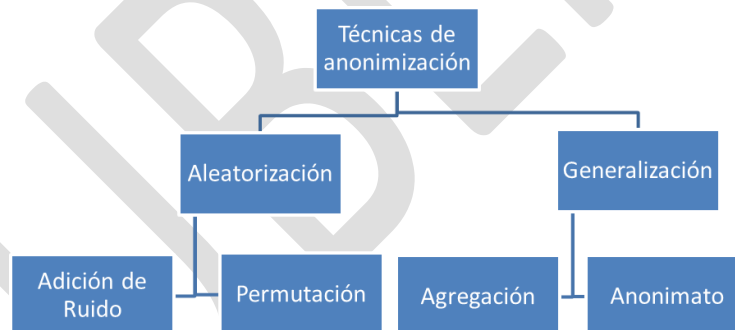 Técnicas de
anonimización
Aleatorización
Generalización
Adición de
Ruido
Permutación
Agregación
Anonimato